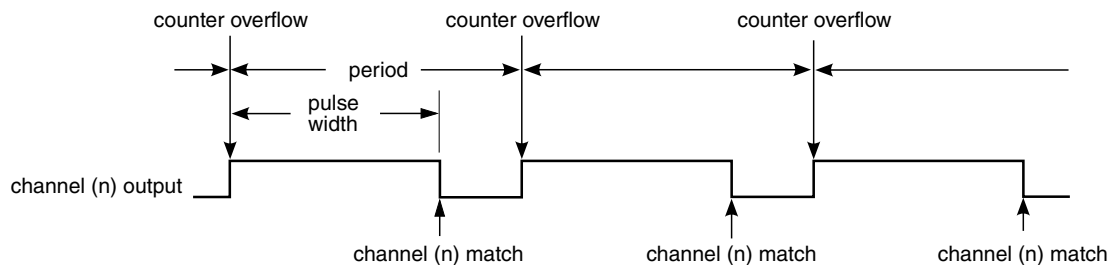 counter overflow
counter overflow
counter overflow
period
pulse
width
channel (n) output
channel (n) match
channel (n) match
channel (n) match